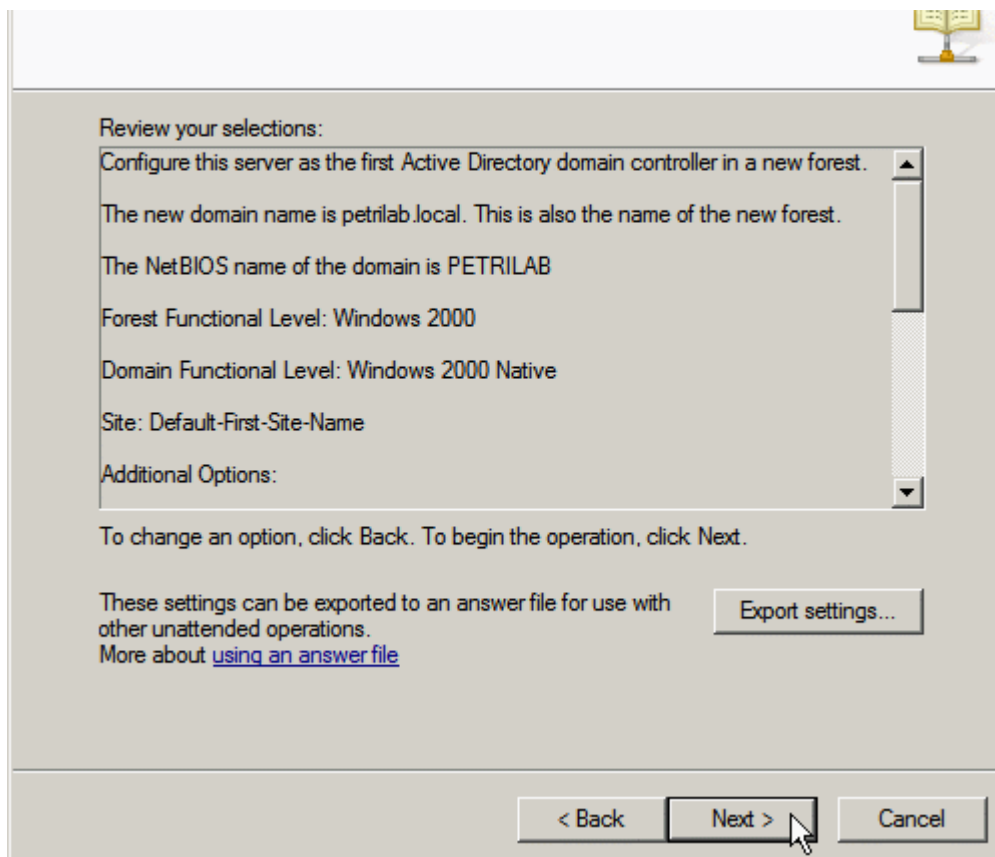 Review your selections:
Configure this server as the first Active Directory domain controller in a new forest.
The new domain name is petrilab.local. This is also the name of the new forest.
The NetBIOS name of the domain is PETRILAB
Forest Functional Level: Windows 2000
Domain Functional Level: Windows 2000 Native
Site: Default-First-Site-Name
Additional Options:
To change an option, click Back. To begin the operation, click Next.
These settings can be exported to an answer file for use with
other unattended operations.
More about using an answer file
Export settings...
< Back
Next >
Cancel